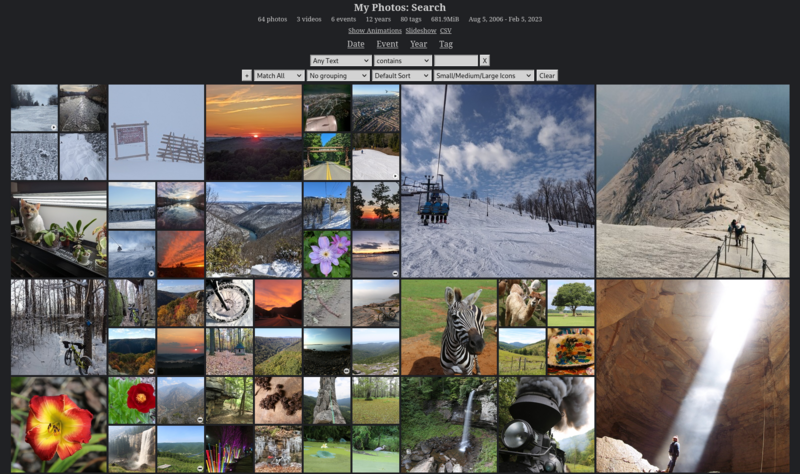 My Photos: Search
64 photos 3 videos 6 events 12 years 80 tags 681.9MiB Aug 5, 2006 - Feb 5, 2023
Show Animations Slideshow CSV
Date Event Year Tag
Any Text contains X
+ Match All No grouping Default Sort Small/Medium/Large Icons Clear